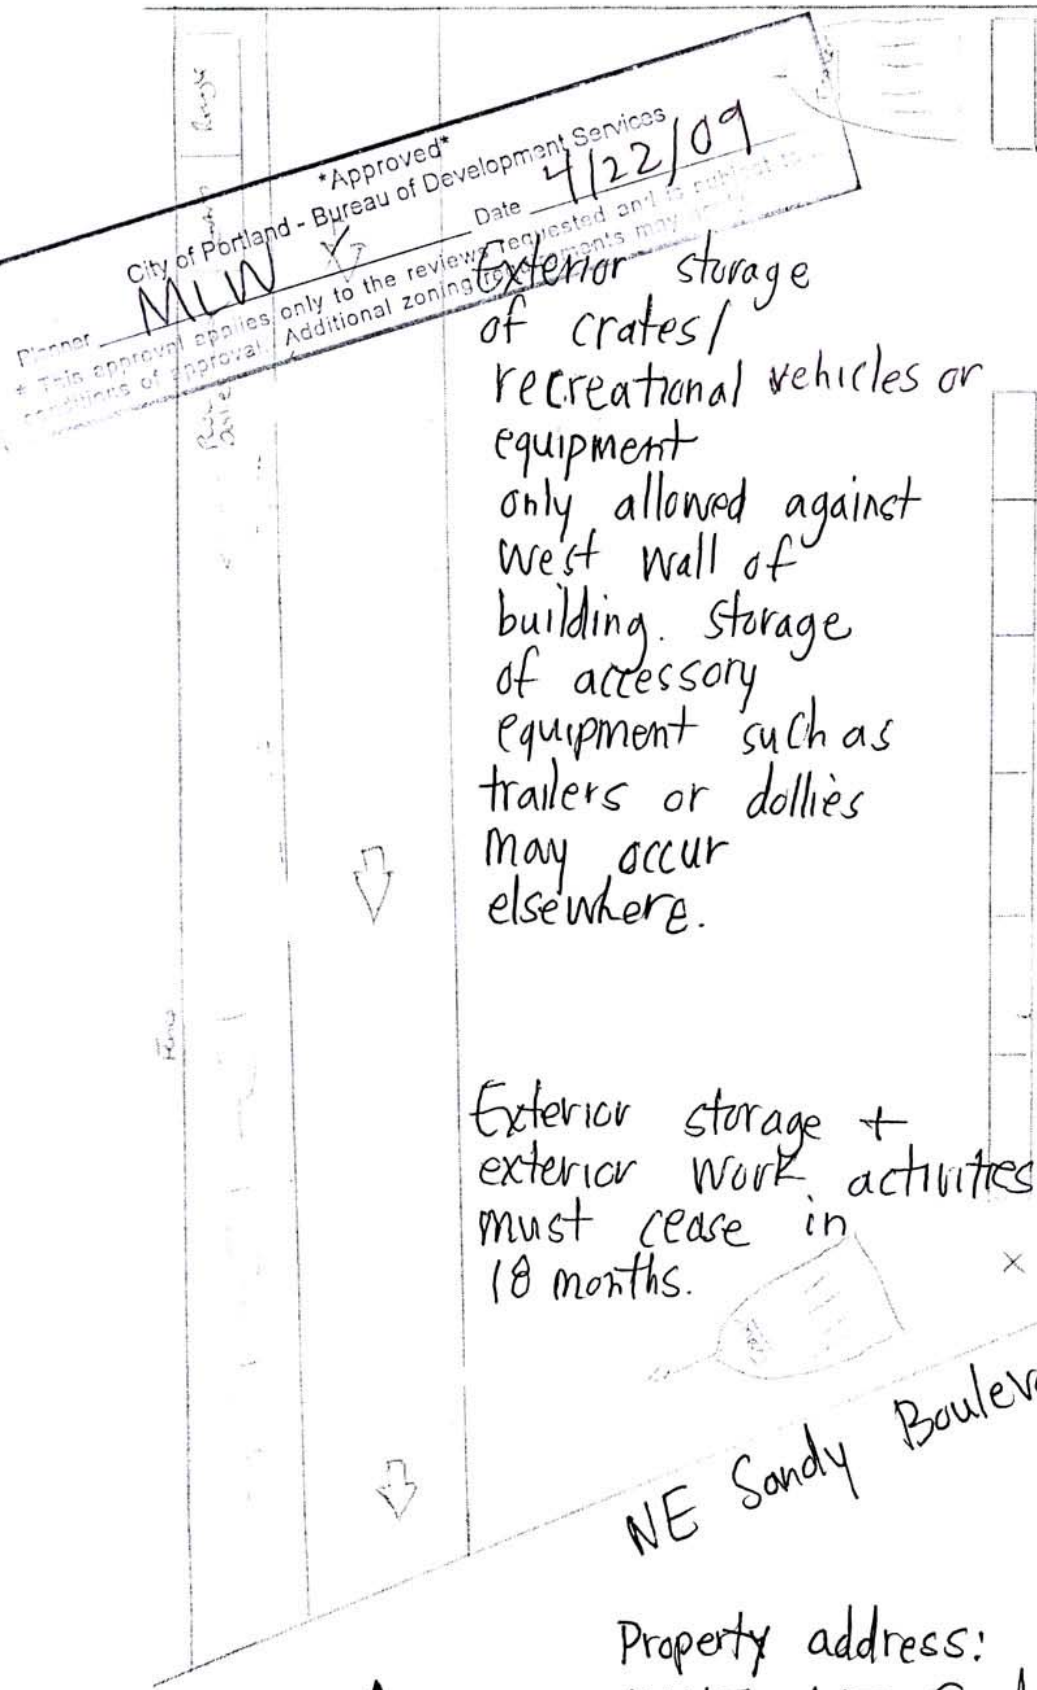 *Approved*
City of Portland - Bureau of Development Services
Planner MLW Date 4/22/09
* This approval applies only to the reviews requested and is subject to
conditions of approval. Additional zoning requirements may
Exterior storage
of crates/
recreational vehicles or
equipment
only allowed against
west wall of
building. Storage
of accessory
equipment such as
trailers or dollies
may occur
elsewhere.
Exterior storage +
exterior work activities
must cease in
18 months.
NE Sandy Boulev
Property address: